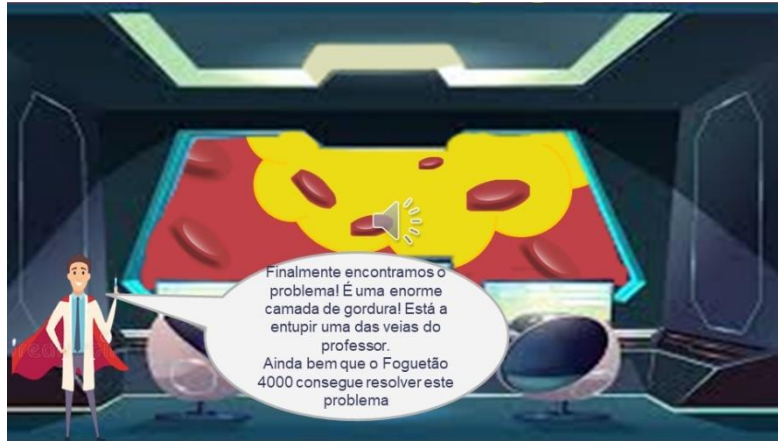 Finalmente encontramos o
problema! É uma enorme
camada de gordura! Está a
entupir uma das veias do
professor.
Ainda bem que o Foguetão
4000 consegue resolver este
problema